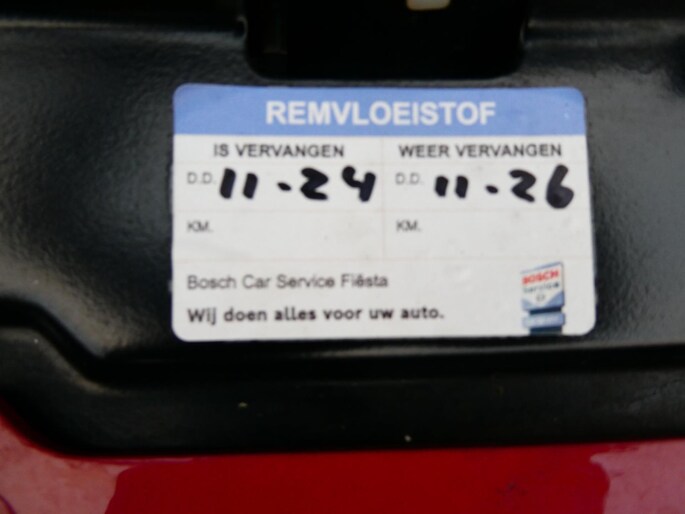 REMVLOEISTOF
IS VERVANGEN
WEER VERVANGEN
D.D. 11-24
D.D. 11-26
KM.
KM.
Bosch Car Service Fiësta
Wij doen alles voor uw auto.
BOSCH
Service